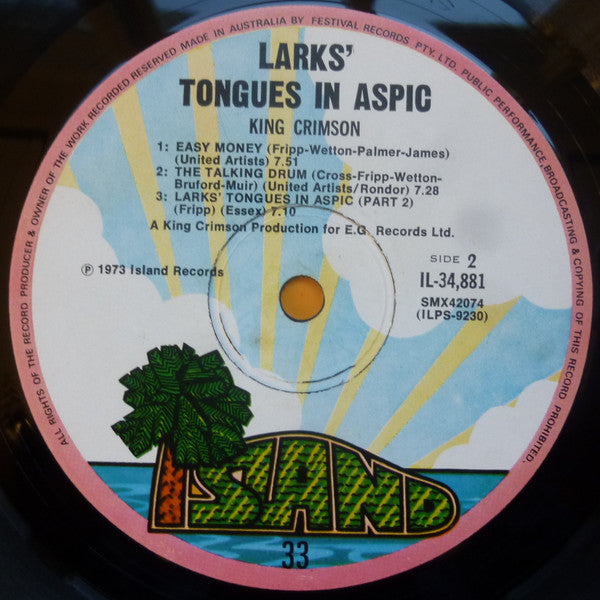 ALL RIGHTS OF THE RECORD PRODUCER & OWNER OF THE WORK RECORDED RESERVED MADE IN AUSTRALIA BY FESTIVAL RECORDS PTY. LTD. PUBLIC PERFORMANCE, BROADCASTING & COPYING OF THIS RECORD PROHIBITED.
LARKS'
TONGUES IN ASPIC
KING CRIMSON
1: EASY MONEY (Fripp-Wetton-Palmer-James)
(United Artists) 7.51
2: THE TALKING DRUM (Cross-Fripp-Wetton-
Bruford-Muir) (United Artists/Rondor) 7.28
3: LARKS' TONGUES IN ASPIC (PART 2)
(Fripp) (Essex) 7.10
A King Crimson Production for E.G. Records Ltd.
SIDE 2
℗ 1973 Island Records
IL-34,881
SMX42074
(ILPS-9230)
ISLAND
33